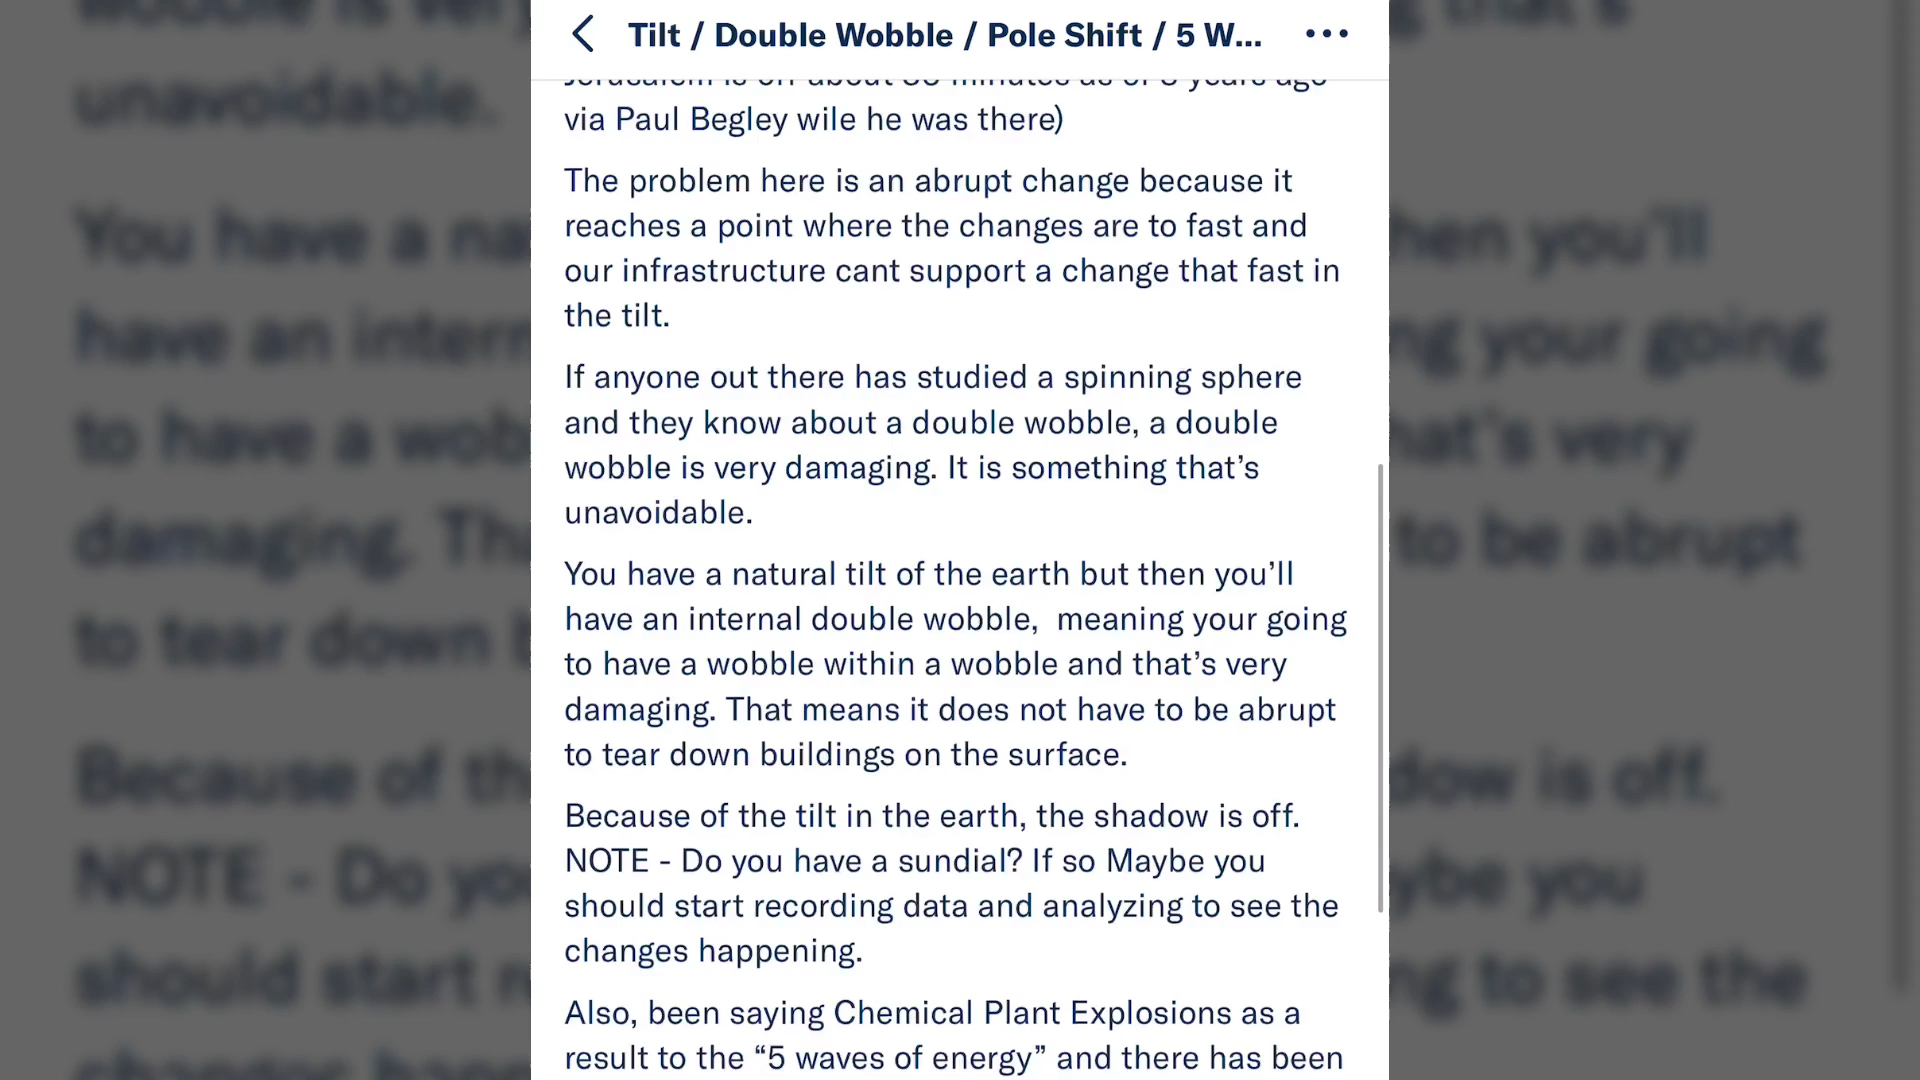 Tilt / Double Wobble / Pole Shift / 5 W...
via Paul Begley wile he was there)
The problem here is an abrupt change because it
reaches a point where the changes are to fast and
our infrastructure cant support a change that fast in
the tilt.
If anyone out there has studied a spinning sphere
and they know about a double wobble, a double
wobble is very damaging. It is something that’s
unavoidable.
You have a natural tilt of the earth but then you’ll
have an internal double wobble,  meaning your going
to have a wobble within a wobble and that’s very
damaging. That means it does not have to be abrupt
to tear down buildings on the surface.
Because of the tilt in the earth, the shadow is off.
NOTE - Do you have a sundial? If so Maybe you
should start recording data and analyzing to see the
changes happening.
Also, been saying Chemical Plant Explosions as a
result to the “5 waves of energy” and there has been